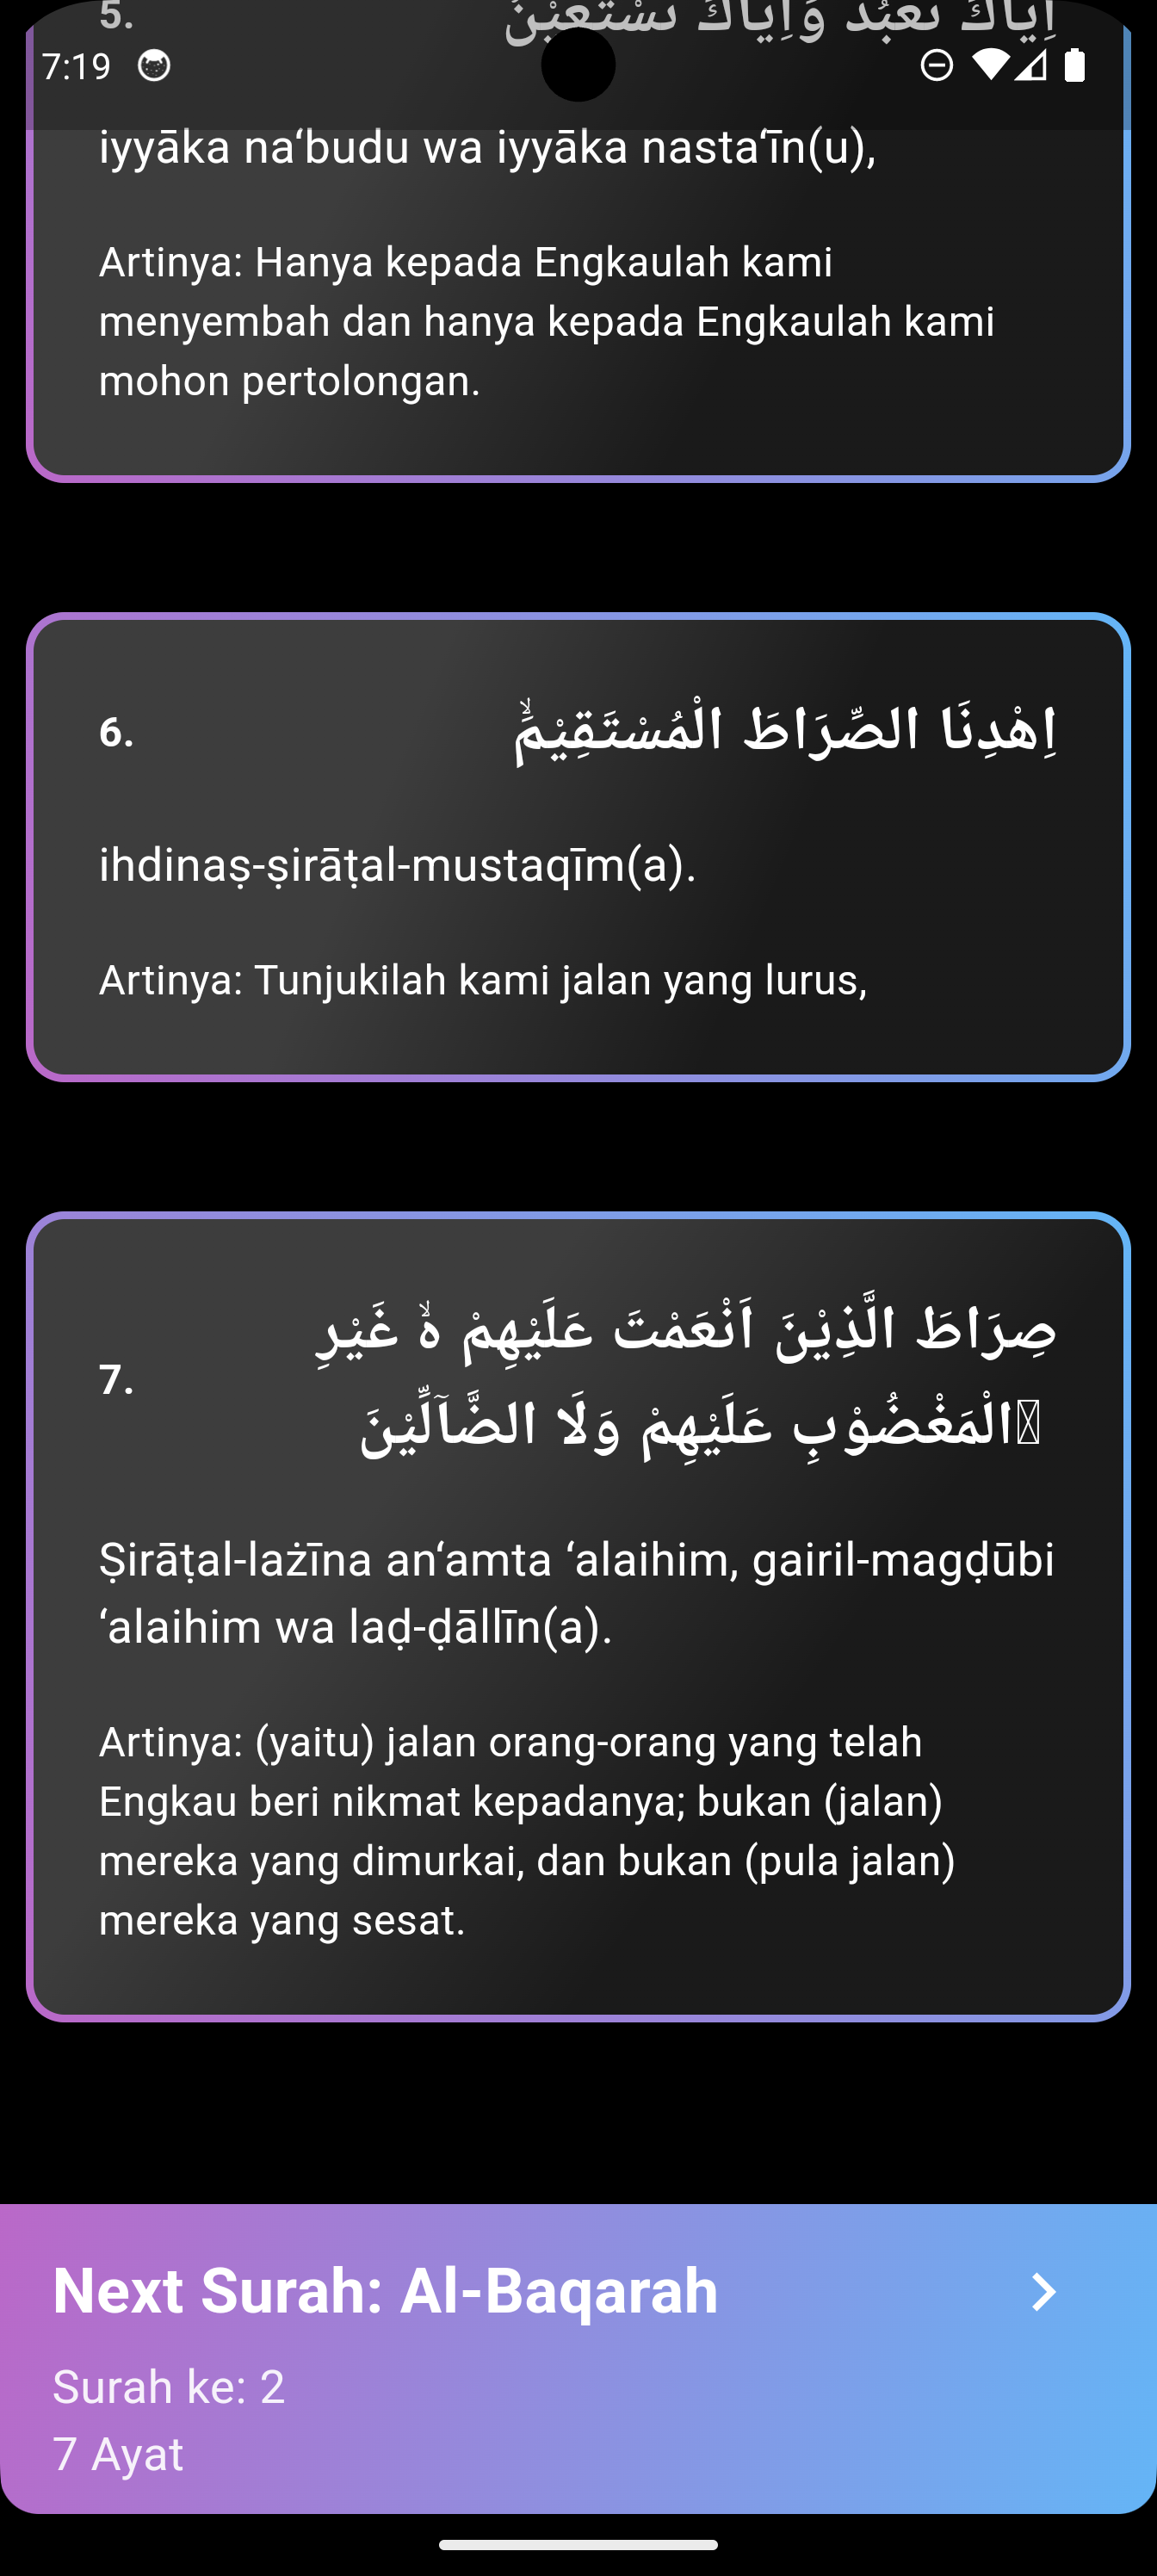 5.
اِيَّاكَ نَعْبُدُ وَاِيَّاكَ نَسْتَعِيْنُ
7:19
iyyāka na‘budu wa iyyāka nasta‘īn(u),
Artinya: Hanya kepada Engkaulah kami
menyembah dan hanya kepada Engkaulah kami
mohon pertolongan.
6.
اِهْدِنَا الصِّرَاطَ الْمُسْتَقِيْمَۙ
ihdinaṣ-ṣirāṭal-mustaqīm(a).
Artinya: Tunjukilah kami jalan yang lurus,
7.
صِرَاطَ الَّذِيْنَ اَنْعَمْتَ عَلَيْهِمْ ەۙ غَيْرِ
الْمَغْضُوْبِ عَلَيْهِمْ وَلَا الضَّاۤلِّيْنَ
Ṣirāṭal-lażīna an‘amta ‘alaihim, gairil-magḍūbi
‘alaihim wa laḍ-ḍāllīn(a).
Artinya: (yaitu) jalan orang-orang yang telah
Engkau beri nikmat kepadanya; bukan (jalan)
mereka yang dimurkai, dan bukan (pula jalan)
mereka yang sesat.
Next Surah: Al-Baqarah
Surah ke: 2
7 Ayat